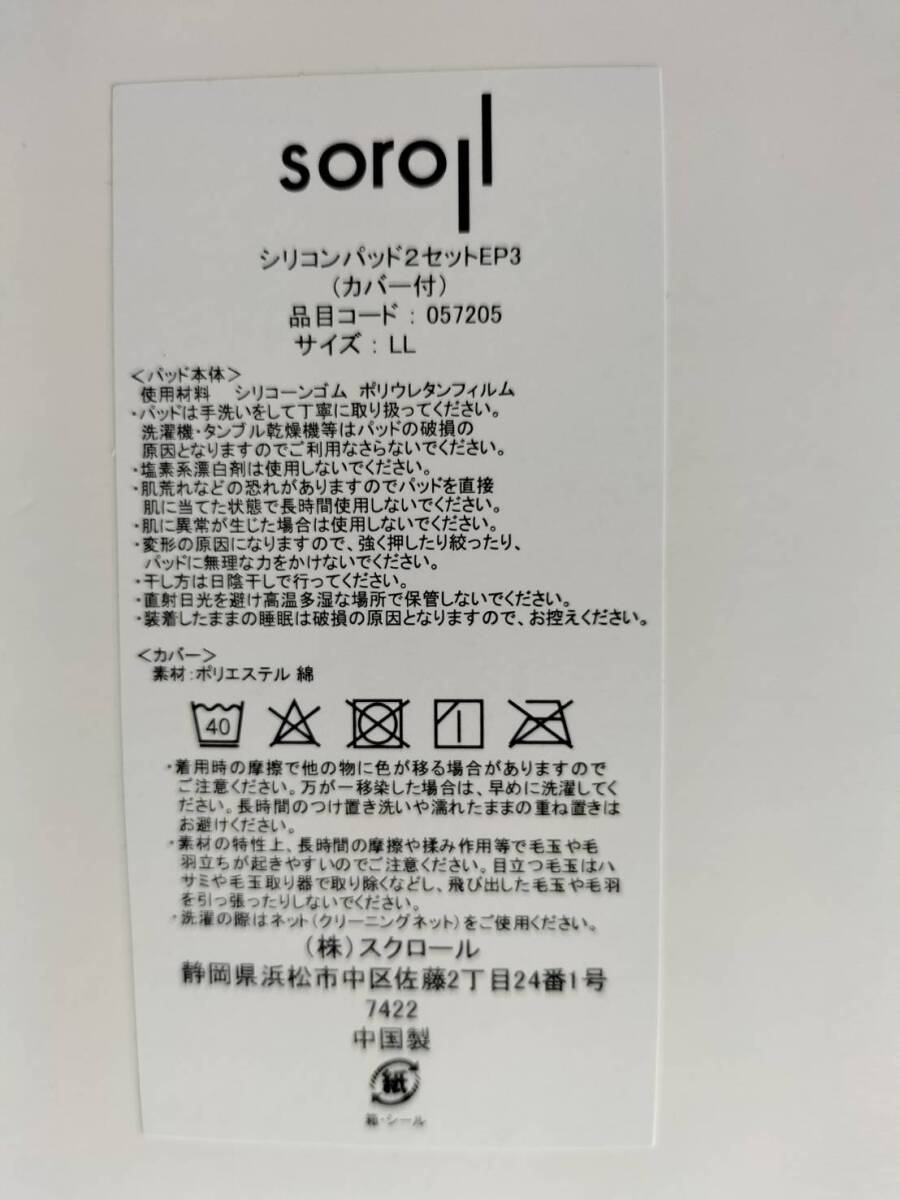 soroll
シリコンパッド2セットEP3
(カバー付)
品目コード : 057205
サイズ : LL
<パッド本体>
使用材料 シリコーンゴム ポリウレタンフィルム
・パッドは手洗いをして丁寧に取り扱ってください。
洗濯機・タンブル乾燥機等はパッドの破損の
原因となりますのでご利用なさらないでください。
・塩素系漂白剤は使用しないでください。
・肌荒れなどの恐れがありますのでパッドを直接
肌に当てた状態で長時間使用しないでください。
・肌に異常が生じた場合は使用しないでください。
・変形の原因になりますので、強く押したり絞ったり、
パッドに無理な力をかけないでください。
・干し方は日陰干しで行ってください。
・直射日光を避け高温多湿な場所で保管しないでください。
・装着したままの睡眠は破損の原因となりますので、お控えください。
<カバー>
素材:ポリエステル 綿
40
・着用時の摩擦で他の物に色が移る場合がありますので
ご注意ください。万が一移染した場合は、早めに洗濯してく
ださい。長時間のつけ置き洗いや濡れたままの重ね置きは
お避けください。
・素材の特性上、長時間の摩擦や揉み作用等で毛玉や毛
羽立ちが起きやすいのでご注意ください。目立つ毛玉はハ
サミや毛玉取り器で取り除くなどし、飛び出した毛玉や毛羽
を引っ張ったりしないでください。
・洗濯の際はネット(クリーニングネット)をご使用ください。
(株)スクロール
静岡県浜松市中区佐藤2丁目24番1号
7422
中国製
紙
箱・シール